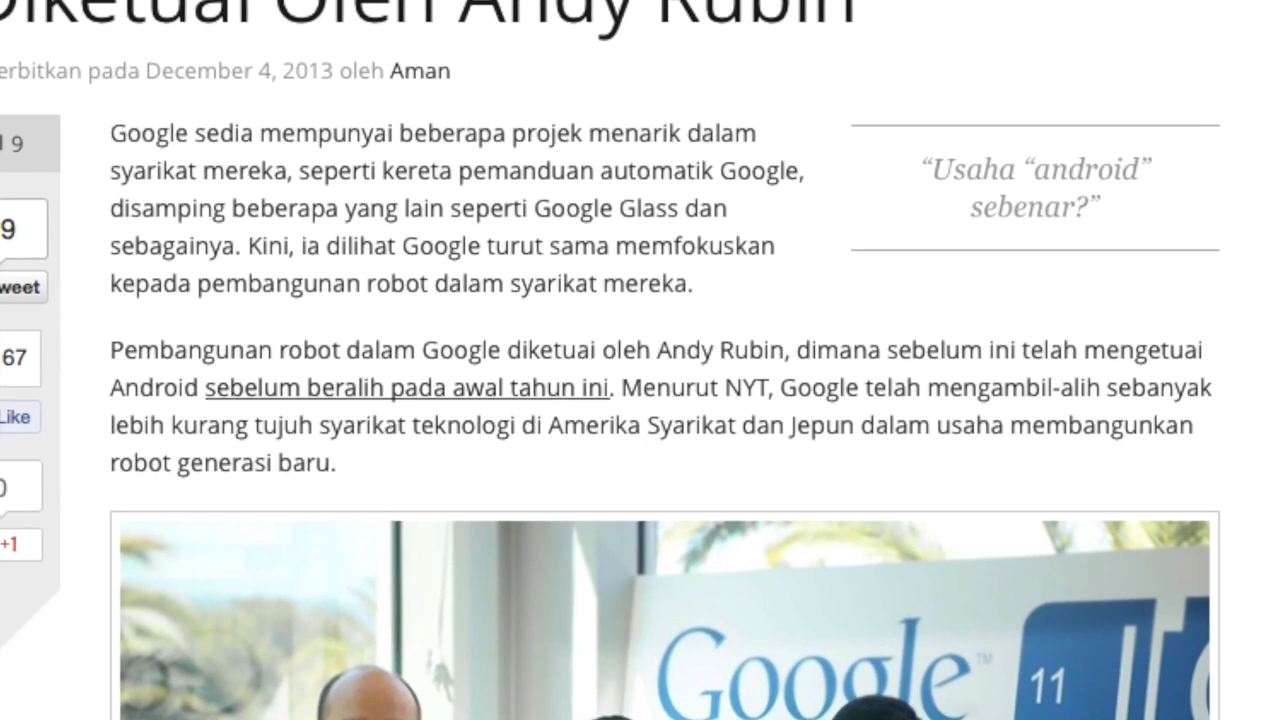 Diketuai Oleh Andy Rubin
erbitkan pada December 4, 2013 oleh Aman
9
Google sedia mempunyai beberapa projek menarik dalam
syarikat mereka, seperti kereta pemanduan automatik Google,
disamping beberapa yang lain seperti Google Glass dan
sebagainya. Kini, ia dilihat Google turut sama memfokuskan
kepada pembangunan robot dalam syarikat mereka.
“Usaha “android”
sebenar?”
9
weet
67
Like
0
+1
Pembangunan robot dalam Google diketuai oleh Andy Rubin, dimana sebelum ini telah mengetuai
Android sebelum beralih pada awal tahun ini. Menurut NYT, Google telah mengambil-alih sebanyak
lebih kurang tujuh syarikat teknologi di Amerika Syarikat dan Jepun dalam usaha membangunkan
robot generasi baru.
Google™
11